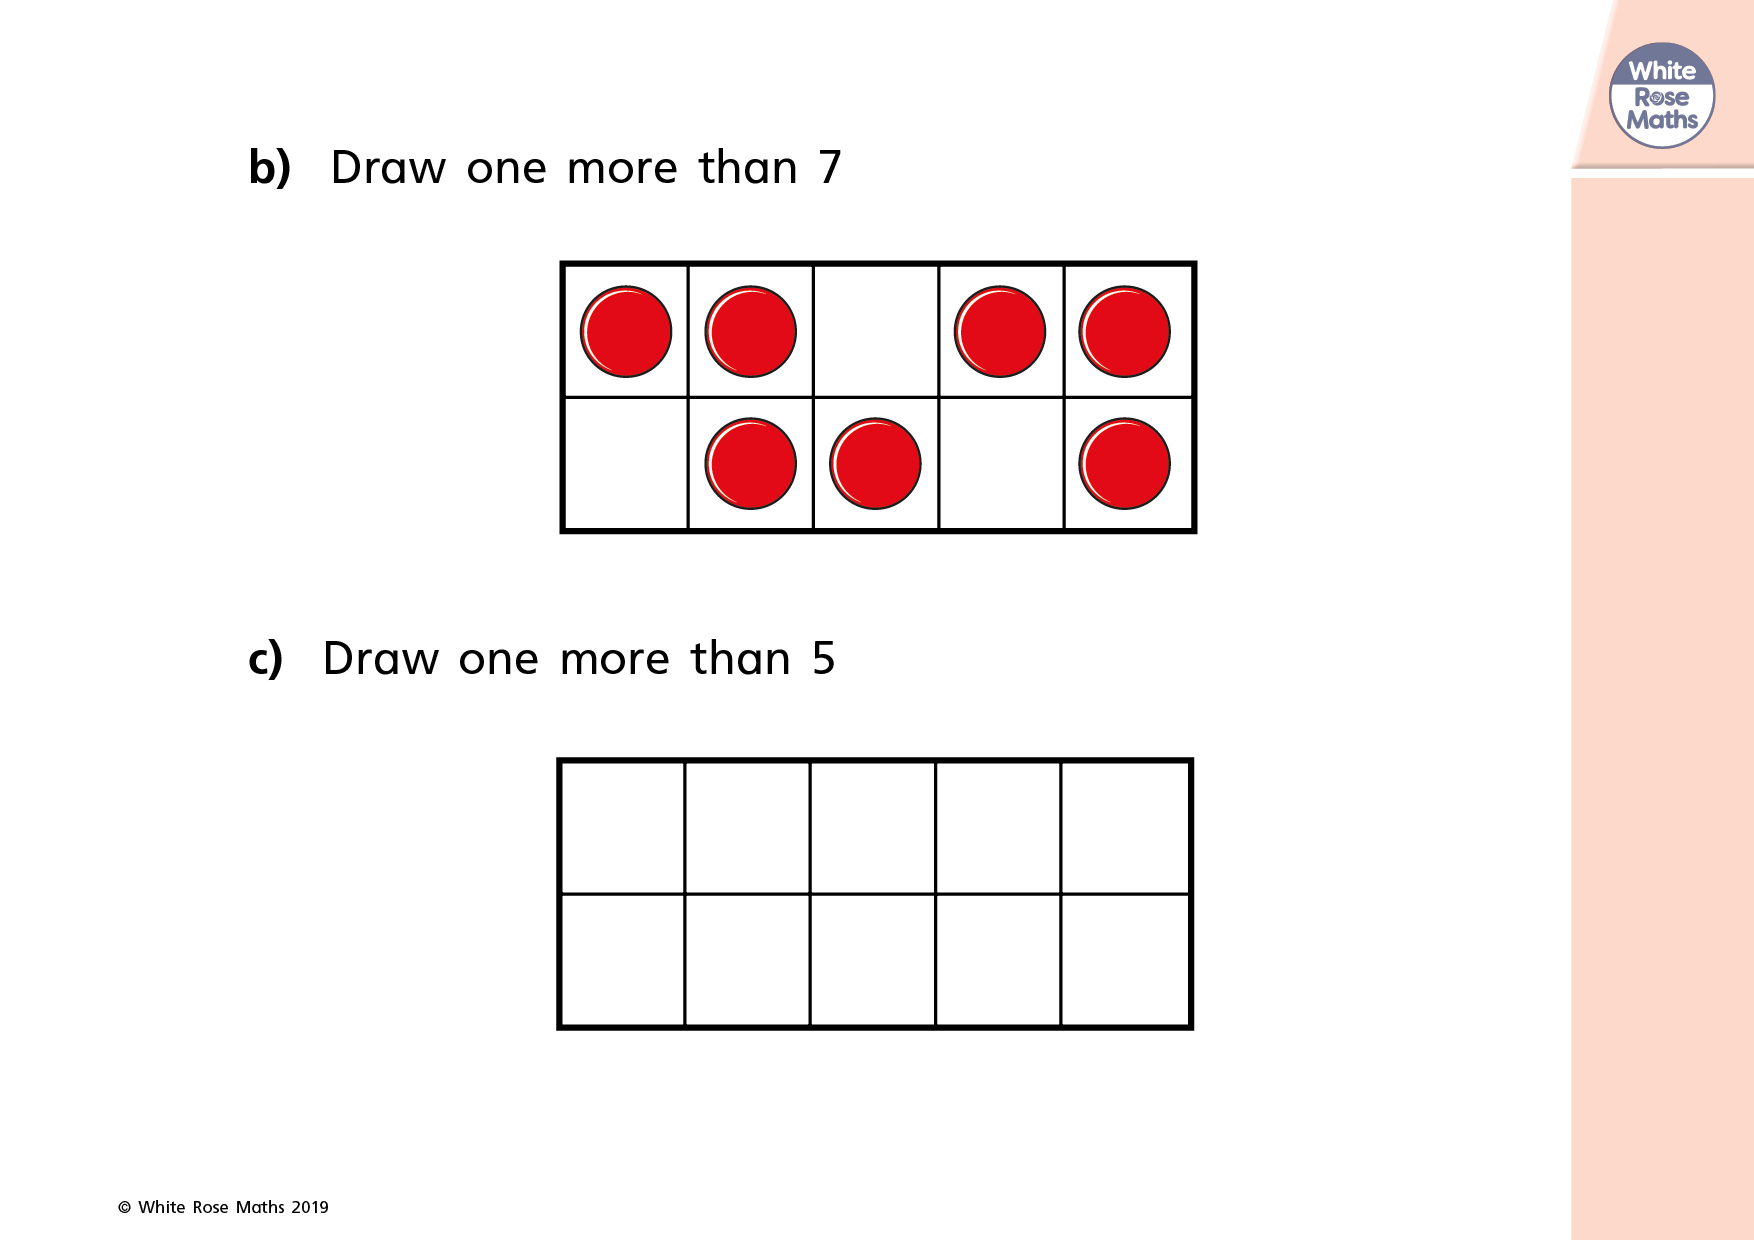 White
Rose
Maths
b) Draw one more than 7
c) Draw one more than 5
© White Rose Maths 2019